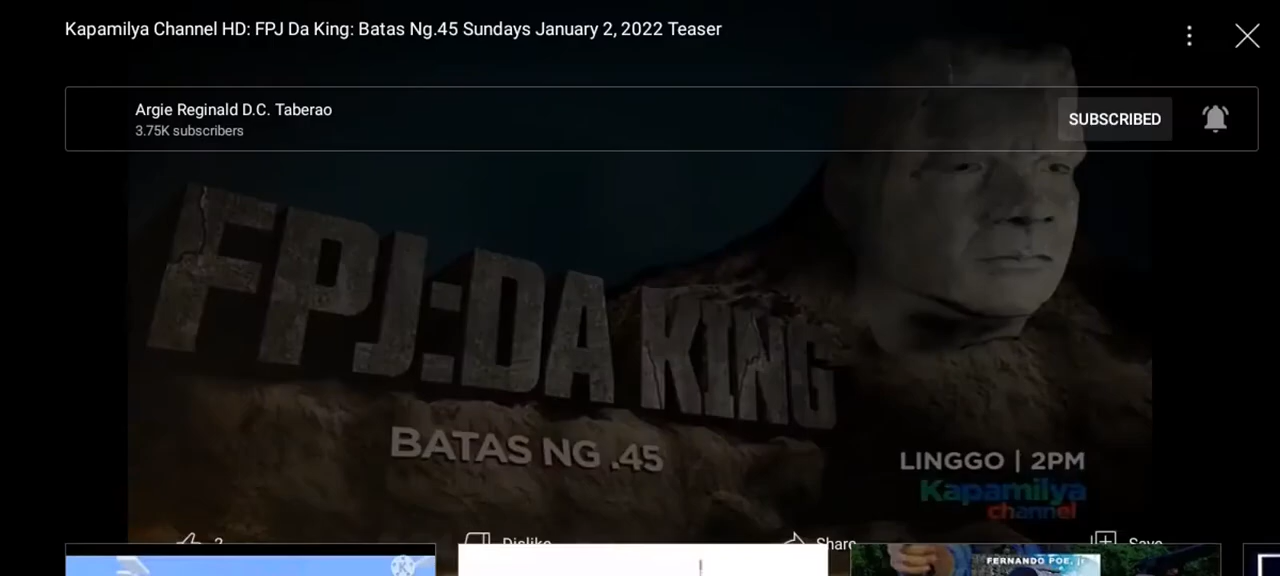 Kapamilya Channel HD: FPJ Da King: Batas Ng.45 Sundays January 2, 2022 Teaser
Argie Reginald D.C. Taberao
3.75K subscribers
SUBSCRIBED
FPJ:DA KING
BATAS NG .45
LINGGO | 2PM
Kapamilya
channel
2
Dislike
Share
Save
FERNANDO POE, jr